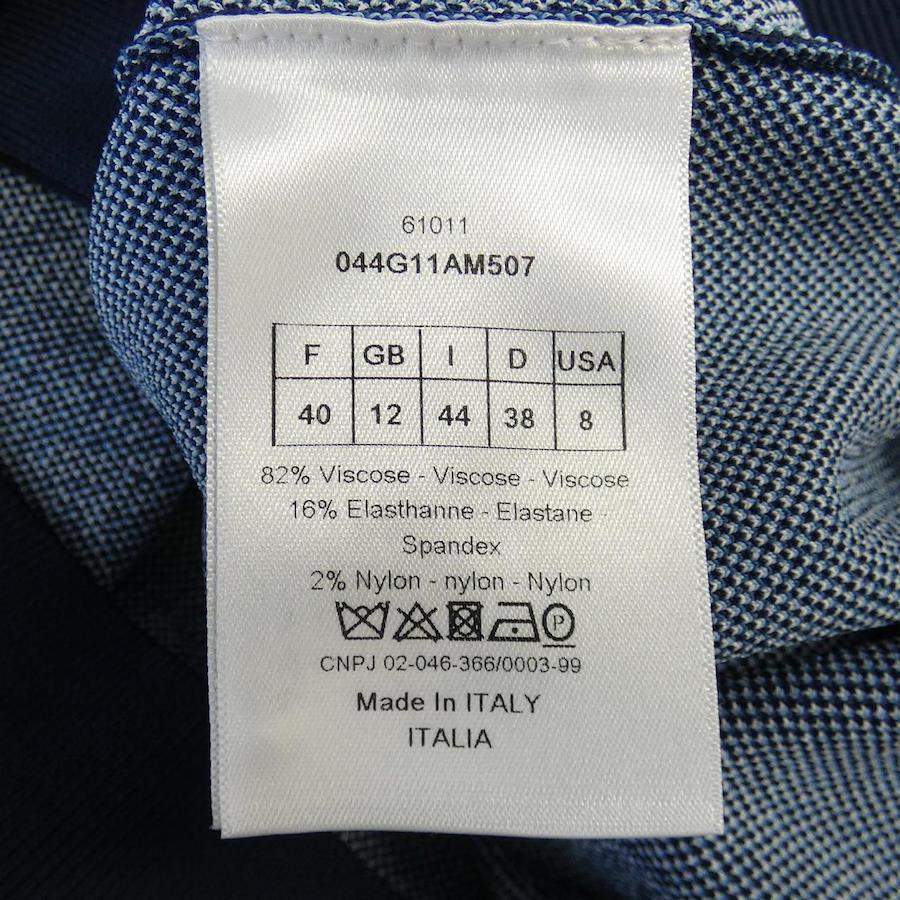 61011
044G11AM507
F GB I D USA
40 12 44 38 8
82% Viscose - Viscose - Viscose
16% Elasthanne - Elastane -
Spandex
2% Nylon - nylon - Nylon
P
CNPJ 02-046-366/0003-99
Made In ITALY
ITALIA